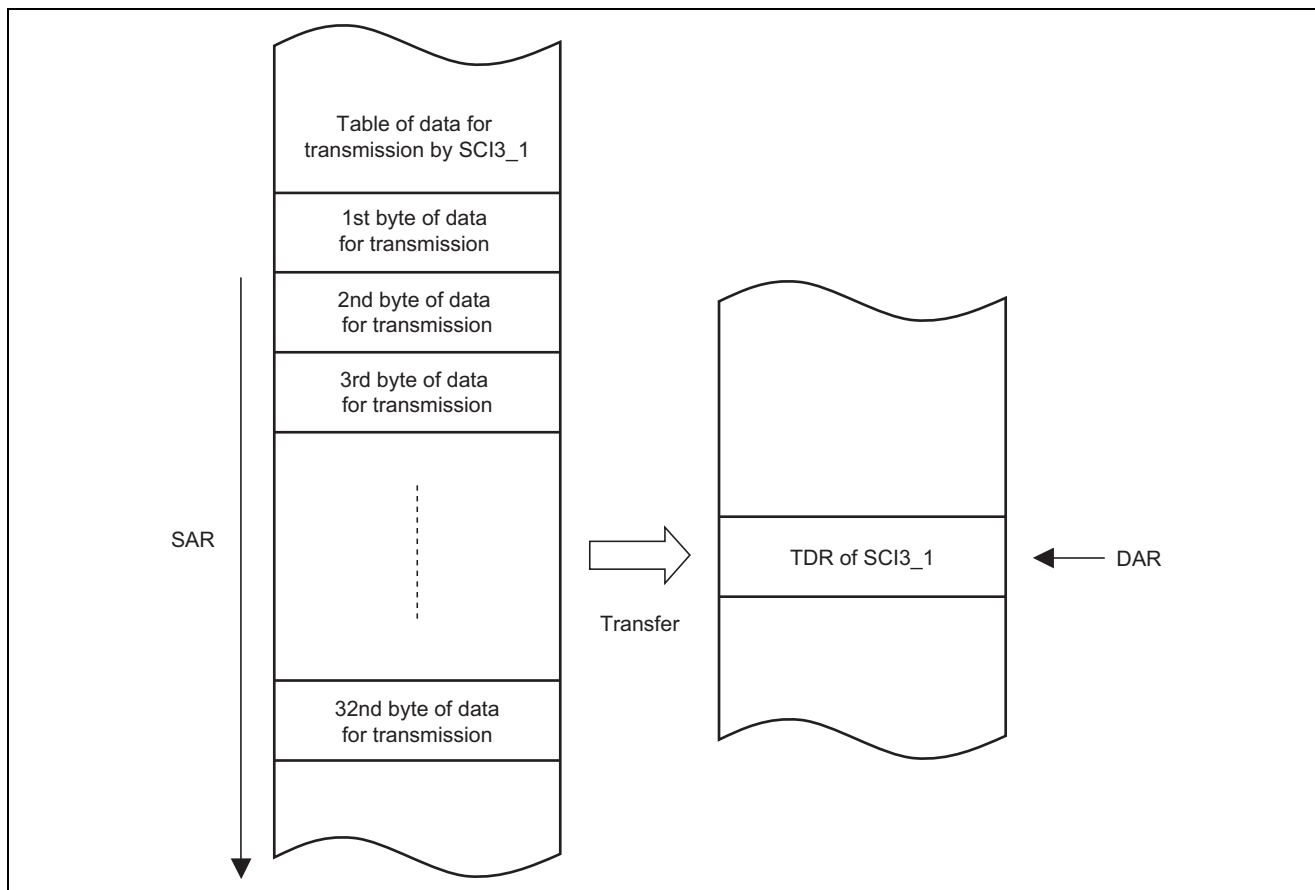 Table of data for
transmission by SCI3_1
1st byte of data
for transmission
2nd byte of data
for transmission
3rd byte of data
for transmission
SAR
Transfer
TDR of SCI3_1
DAR
32nd byte of data
for transmission